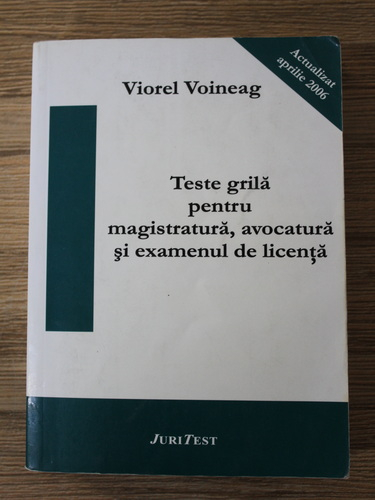 Actualizat
aprilie 2006
Viorel Voineag
Teste grilă
pentru
magistratură, avocatură
şi examenul de licenţă
JURITEST